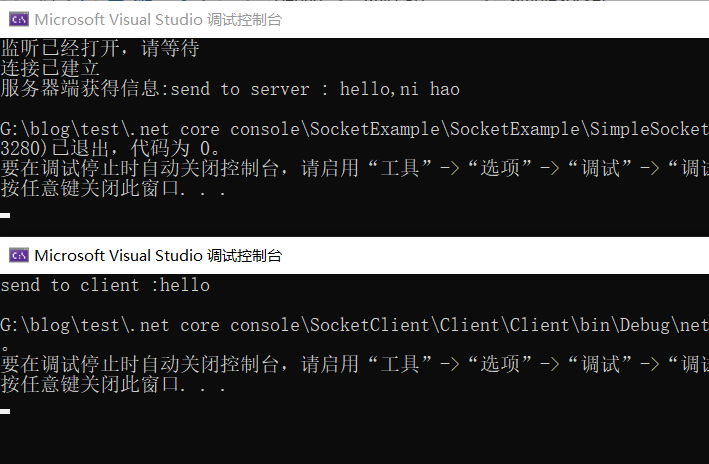 Microsoft Visual Studio 调试控制台
监听已经打开，请等待
连接已建立
服务器端获得信息:send to server : hello,ni hao
G:\blog\test\.net core console\SocketExample\SocketExample\SimpleSocket
3280)已退出，代码为 0。
要在调试停止时自动关闭控制台，请启用“工具”->“选项”->“调试”->“调
按任意键关闭此窗口. . .
Microsoft Visual Studio 调试控制台
send to client :hello
G:\blog\test\.net core console\SocketClient\Client\Client\bin\Debug\net
。
要在调试停止时自动关闭控制台，请启用“工具”->“选项”->“调试”->“调
按任意键关闭此窗口. . .